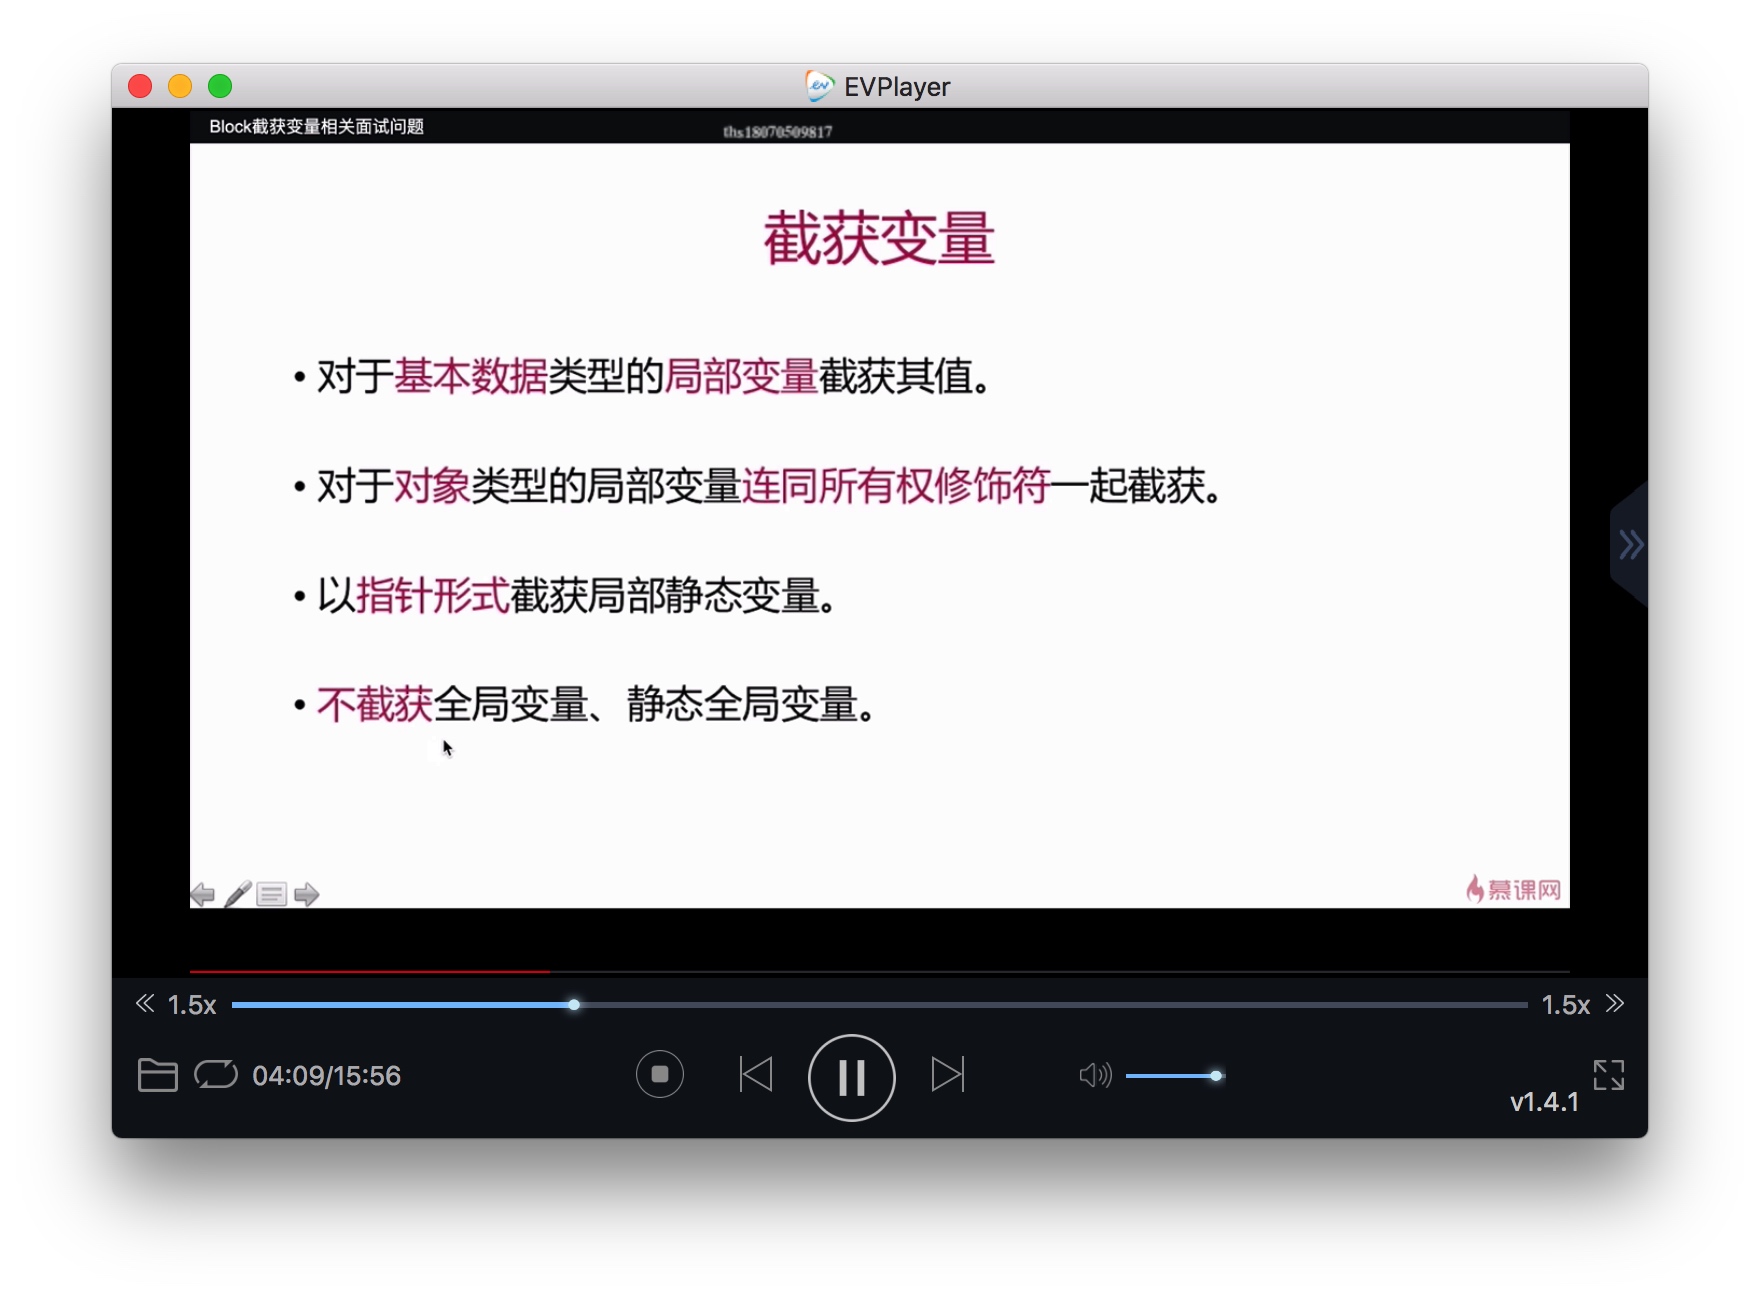 EVPlayer
Block截获变量相关面试问题
ths18070509817
截获变量
• 对于基本数据类型的局部变量截获其值。
• 对于对象类型的局部变量连同所有权修饰符一起截获。
• 以指针形式截获局部静态变量。
• 不截获全局变量、静态全局变量。
慕课网
1.5x
1.5x
04:09/15:56
v1.4.1